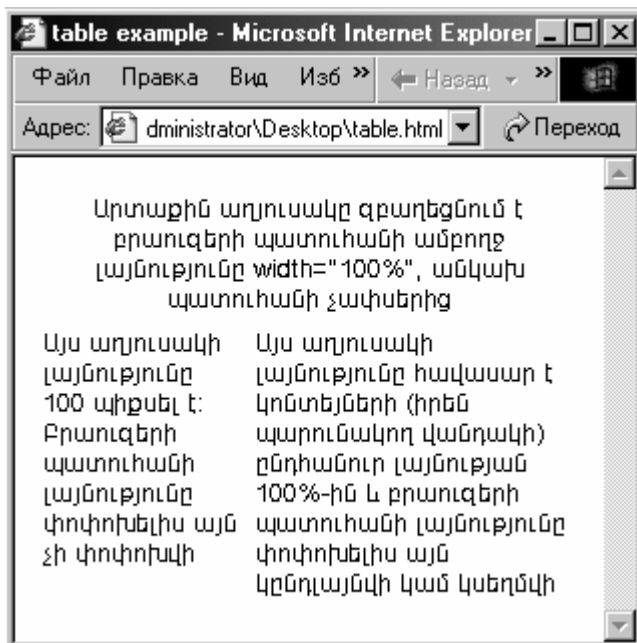 table example - Microsoft Internet Explorer
Файл Правка Вид Изб » Назад »
Адрес: dministrator\Desktop\table.html Переход
Արտաքին աղյուսակը զբաղեցնում է
բրաուզերի պատուհանի ամբողջ
լայնությունը width="100%", անկախ
պատուհանի չափսերից
Այս աղյուսակի
լայնությունը
100 պիքսել է:
Բրաուզերի
պատուհանի
լայնությունը
փոփոխելիս այն
չի փոփոխվի
Այս աղյուսակի
լայնությունը հավասար է
կոնտեյների (իրեն
պարունակող վանդակի)
ընդհանուր լայնության
100%-ին և բրաուզերի
պատուհանի լայնությունը
փոփոխելիս այն
կընդլայնվի կամ կսեղմվի